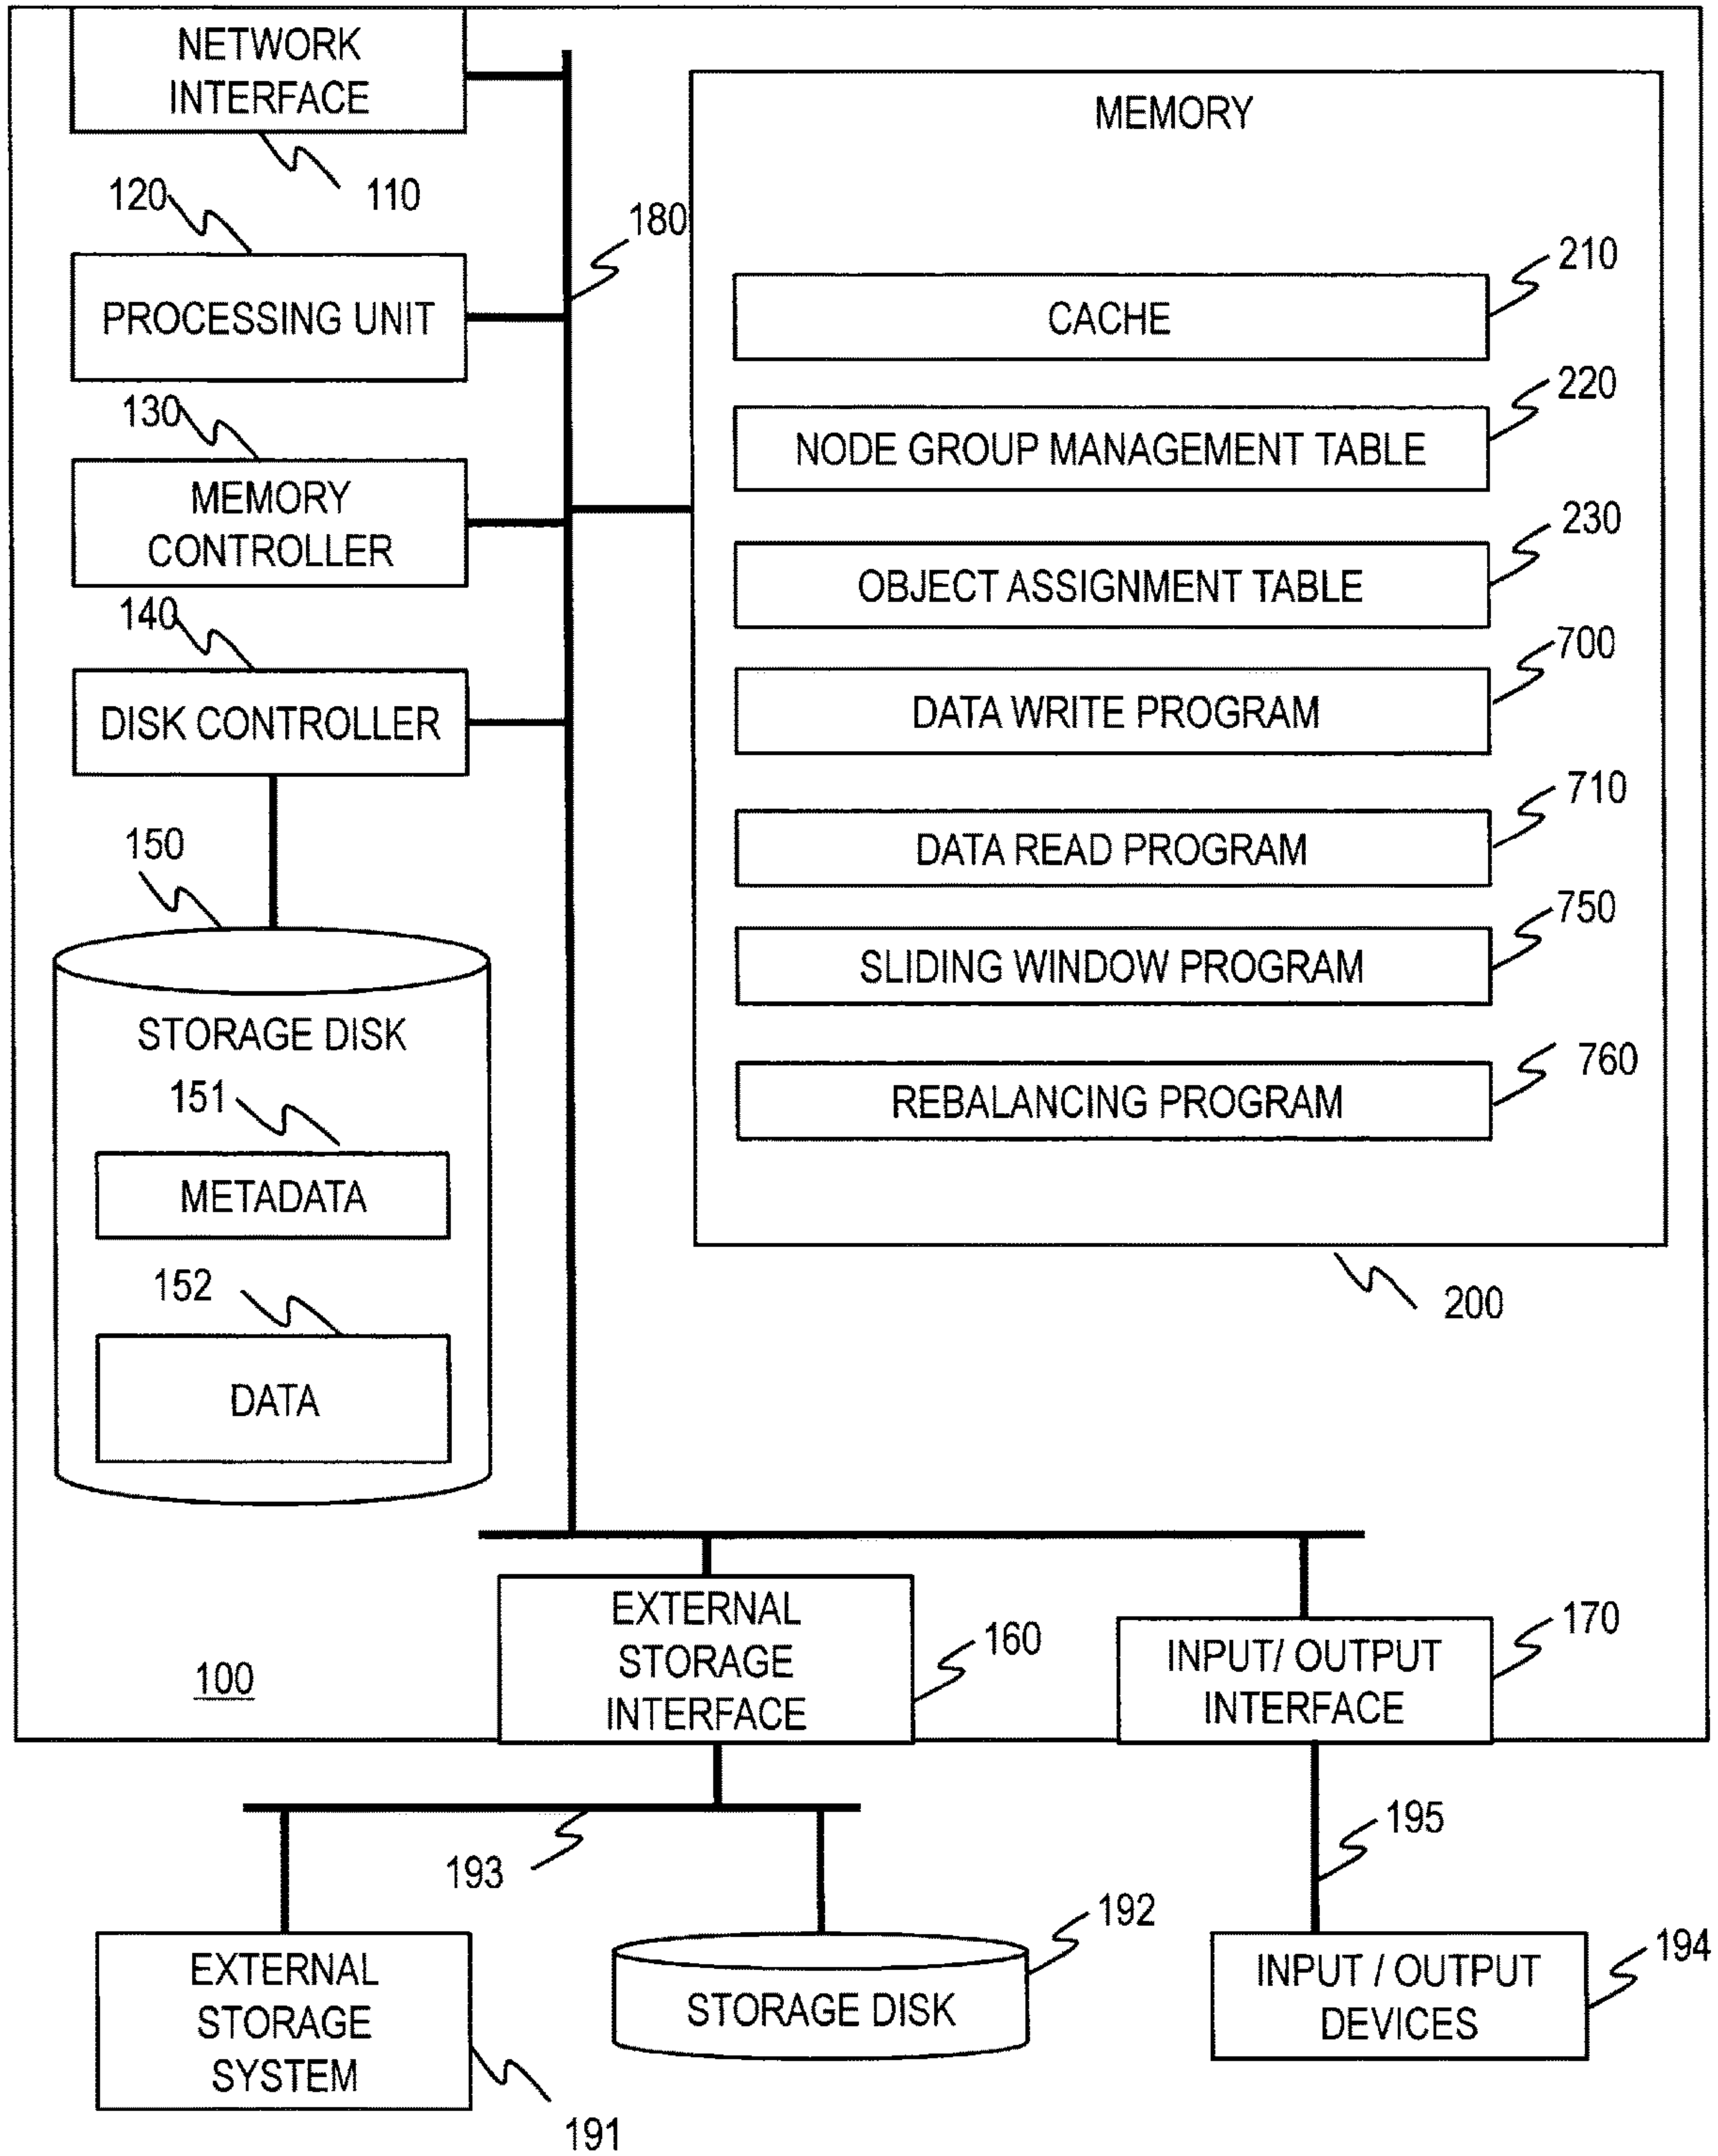 NETWORK
INTERFACE
110
120
PROCESSING UNIT
130
MEMORY
CONTROLLER
140
DISK CONTROLLER
150
STORAGE DISK
151
METADATA
152
DATA
180
MEMORY
CACHE
210
NODE GROUP MANAGEMENT TABLE
220
OBJECT ASSIGNMENT TABLE
230
DATA WRITE PROGRAM
700
DATA READ PROGRAM
710
SLIDING WINDOW PROGRAM
750
REBALANCING PROGRAM
760
200
100
EXTERNAL
STORAGE
INTERFACE
160
INPUT/ OUTPUT
INTERFACE
170
193
195
EXTERNAL
STORAGE
SYSTEM
191
STORAGE DISK
192
INPUT / OUTPUT
DEVICES
194